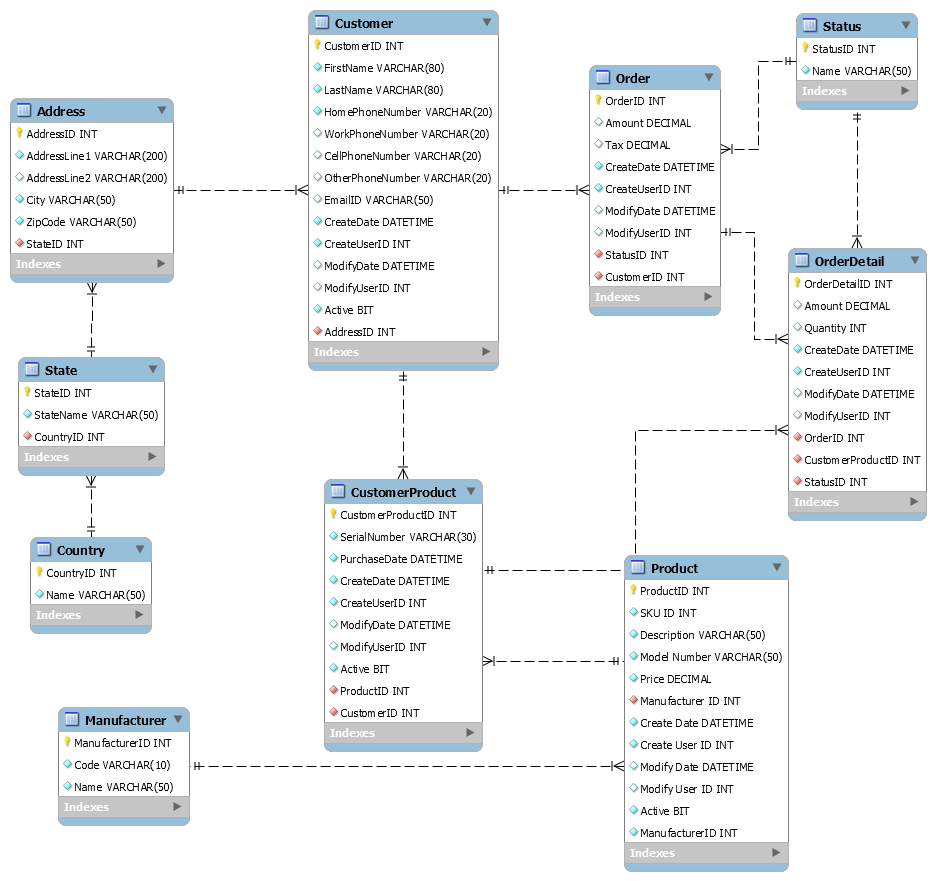 Customer
CustomerID INT
FirstName VARCHAR(80)
LastName VARCHAR(80)
HomePhoneNumber VARCHAR(20)
WorkPhoneNumber VARCHAR(20)
CellPhoneNumber VARCHAR(20)
OtherPhoneNumber VARCHAR(20)
EmailID VARCHAR(50)
CreateDate DATETIME
CreateUserID INT
ModifyDate DATETIME
ModifyUserID INT
Active BIT
AddressID INT
Indexes
Status
StatusID INT
Name VARCHAR(50)
Indexes
Order
OrderID INT
Amount DECIMAL
Tax DECIMAL
CreateDate DATETIME
CreateUserID INT
ModifyDate DATETIME
ModifyUserID INT
StatusID INT
CustomerID INT
Indexes
Address
AddressID INT
AddressLine1 VARCHAR(200)
AddressLine2 VARCHAR(200)
City VARCHAR(50)
ZipCode VARCHAR(50)
StateID INT
Indexes
OrderDetail
OrderDetailID INT
Amount DECIMAL
Quantity INT
CreateDate DATETIME
CreateUserID INT
ModifyDate DATETIME
ModifyUserID INT
OrderID INT
CustomerProductID INT
StatusID INT
Indexes
State
StateID INT
StateName VARCHAR(50)
CountryID INT
Indexes
CustomerProduct
CustomerProductID INT
SerialNumber VARCHAR(30)
PurchaseDate DATETIME
CreateDate DATETIME
CreateUserID INT
ModifyDate DATETIME
ModifyUserID INT
Active BIT
ProductID INT
CustomerID INT
Indexes
Country
CountryID INT
Name VARCHAR(50)
Indexes
Product
ProductID INT
SKU ID INT
Description VARCHAR(50)
Model Number VARCHAR(50)
Price DECIMAL
Manufacturer ID INT
Create Date DATETIME
Create User ID INT
Modify Date DATETIME
Modify User ID INT
Active BIT
ManufacturerID INT
Indexes
Manufacturer
ManufacturerID INT
Code VARCHAR(10)
Name VARCHAR(50)
Indexes